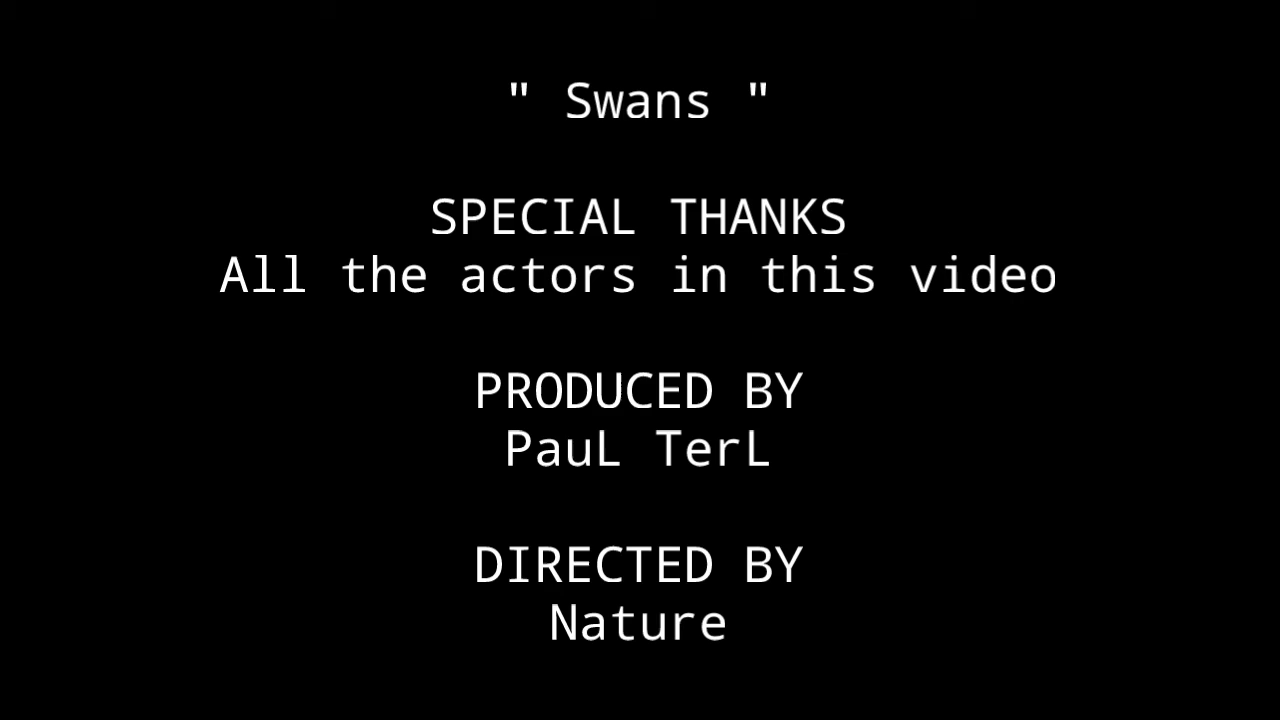 " Swans "
SPECIAL THANKS
All the actors in this video
PRODUCED BY
PauL TerL
DIRECTED BY
Nature